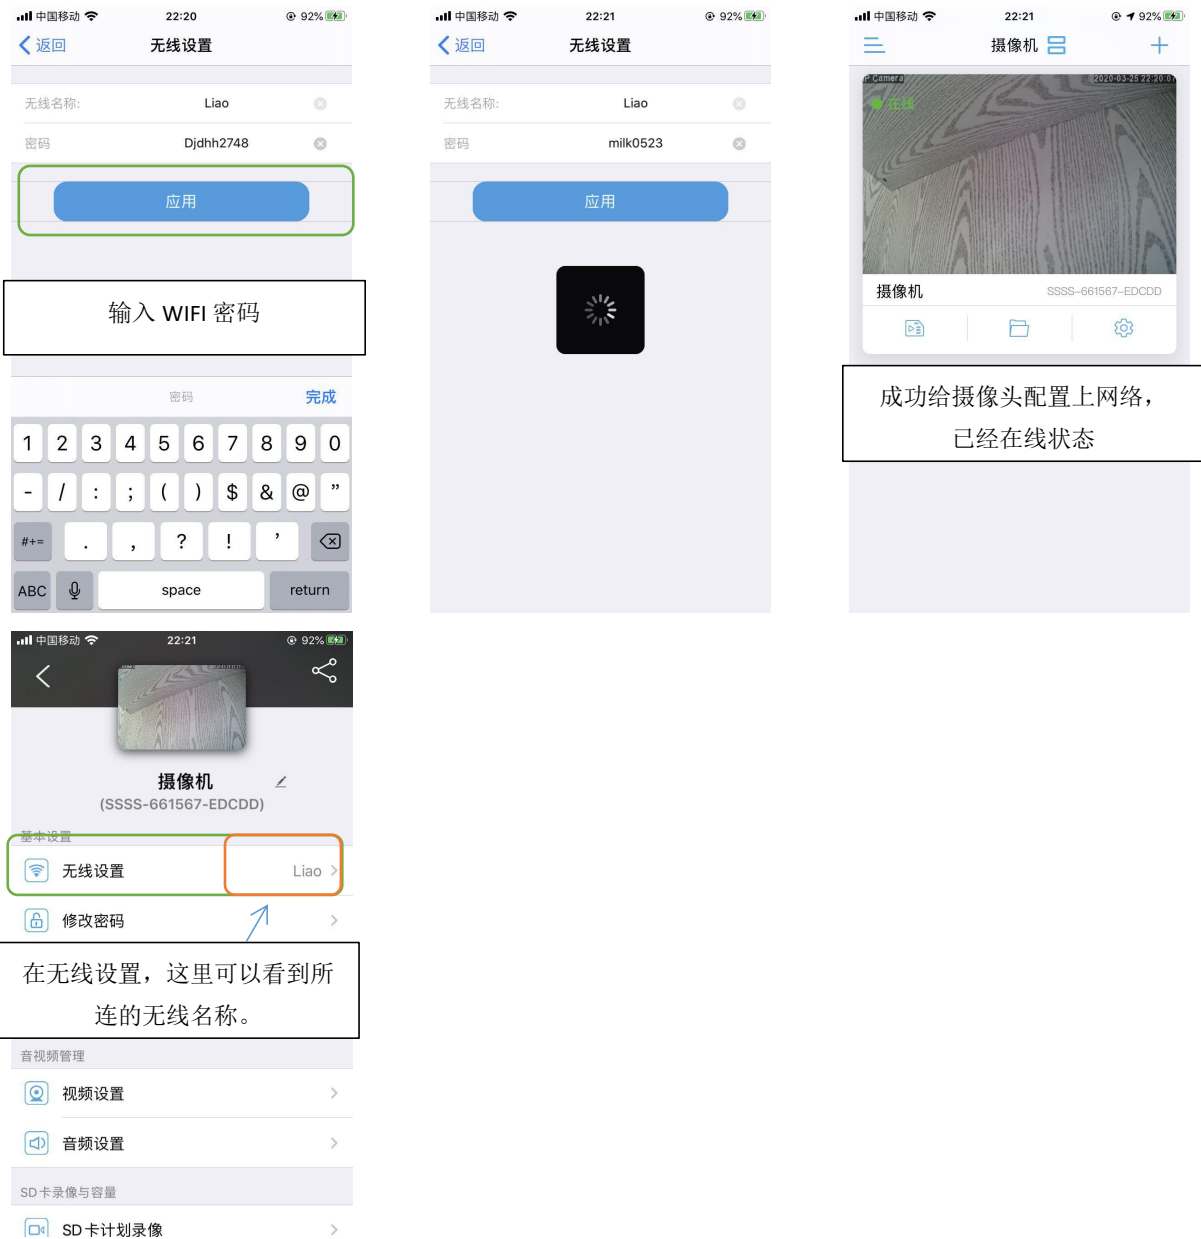 中国移动 22:20 92%
返回 无线设置
无线名称: Liao
密码 Djdhh2748
应用
输入 WIFI 密码
密码 完成
1 2 3 4 5 6 7 8 9 0
- / : ; ( ) $ & @ ”
#+= . , ? ! ’
ABC space return
中国移动 22:21 92%
返回 无线设置
无线名称: Liao
密码 milk0523
应用
中国移动 22:21 92%
摄像机
P Camera 2020-03-25 22:20:07
在线
摄像机 SSSS-661567-EDCDD
成功给摄像头配置上网络，
已经在线状态
中国移动 22:21 92%
摄像机
(SSSS-661567-EDCDD)
基本设置
无线设置 Liao
修改密码
在无线设置，这里可以看到所
连的无线名称。
音视频管理
视频设置
音频设置
SD卡录像与容量
SD卡计划录像